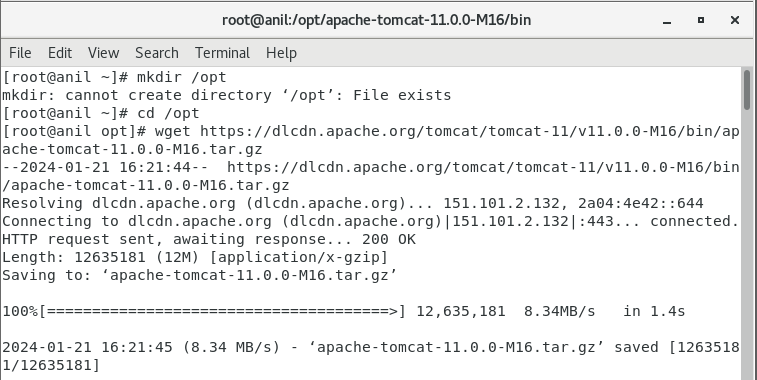 root@anil:/opt/apache-tomcat-11.0.0-M16/bin
File Edit View Search Terminal Help
[root@anil ~]# mkdir /opt
mkdir: cannot create directory ‘/opt’: File exists
[root@anil ~]# cd /opt
[root@anil opt]# wget https://dlcdn.apache.org/tomcat/tomcat-11/v11.0.0-M16/bin/ap
ache-tomcat-11.0.0-M16.tar.gz
--2024-01-21 16:21:44--  https://dlcdn.apache.org/tomcat/tomcat-11/v11.0.0-M16/bin
/apache-tomcat-11.0.0-M16.tar.gz
Resolving dlcdn.apache.org (dlcdn.apache.org)... 151.101.2.132, 2a04:4e42::644
Connecting to dlcdn.apache.org (dlcdn.apache.org)|151.101.2.132|:443... connected.
HTTP request sent, awaiting response... 200 OK
Length: 12635181 (12M) [application/x-gzip]
Saving to: ‘apache-tomcat-11.0.0-M16.tar.gz’
100%[======================================>] 12,635,181  8.34MB/s   in 1.4s
2024-01-21 16:21:45 (8.34 MB/s) - ‘apache-tomcat-11.0.0-M16.tar.gz’ saved [1263518
1/12635181]